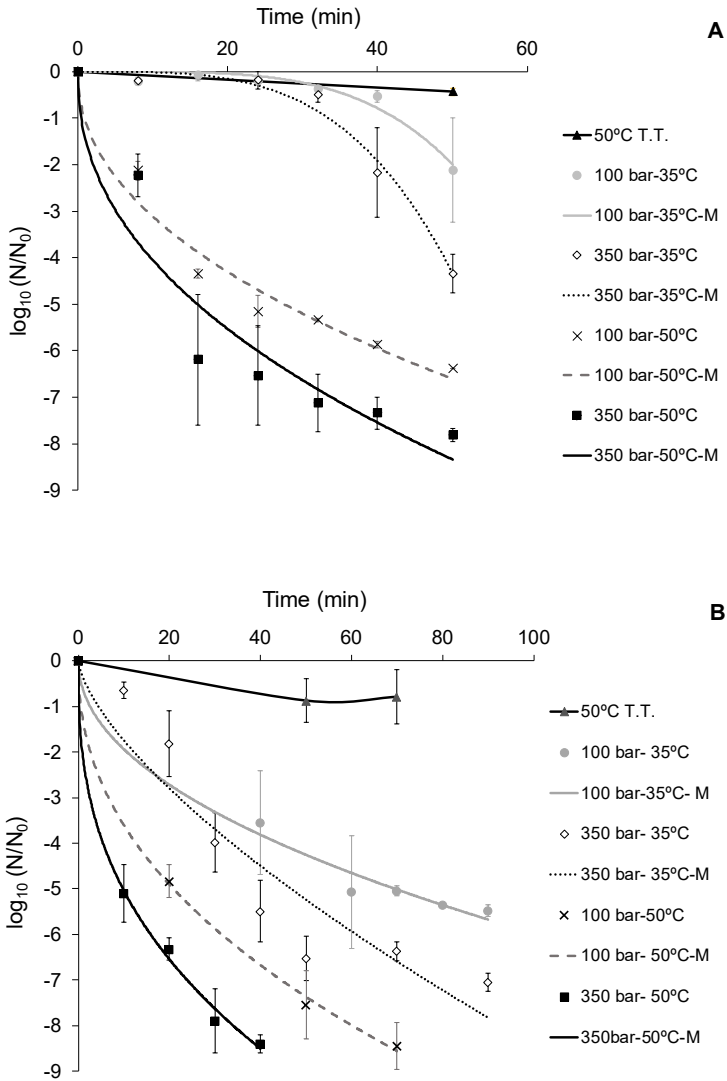 Time (min)
A
0 20 40 60
0
-1
-2
-3
-4
-5
-6
-7
-8
-9
log10 (N/N0)
50ºC T.T.
100 bar-35ºC
100 bar-35ºC-M
350 bar-35ºC
350 bar-35ºC-M
100 bar-50ºC
100 bar-50ºC-M
350 bar-50ºC
350 bar-50ºC-M
Time (min)
B
0 20 40 60 80 100
0
-1
-2
-3
-4
-5
-6
-7
-8
-9
log10 (N/N0)
50ºC T.T.
100 bar- 35ºC
100 bar-35ºC- M
350 bar- 35ºC
350 bar- 35ºC-M
100 bar-50ºC
100 bar- 50ºC-M
350 bar- 50ºC
350bar-50ºC-M